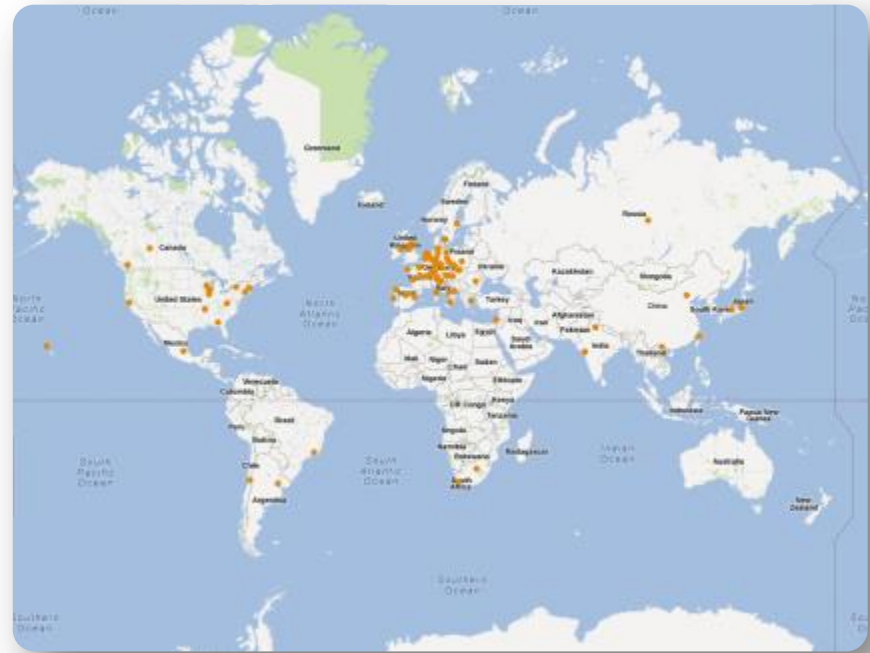 Ocean
Ocean
Greenland
Iceland
Finland
Sweden
Norway
Russia
United
Poland
Canada
Ukraine
Kazakhstan
Mongolia
North
Pacific
Ocean
United States
North
Atlantic
Ocean
Turkey
China
South Korea
Japan
Afghanistan
Iraq
Iran
Pakistan
Algeria
Libya
Egypt
Saudi
Arabia
India
Thailand
Mexico
Mali
Niger
Chad
Sudan
Nigeria
Ethiopia
Venezuela
Colombia
DR Congo
Kenya
Tanzania
Indonesia
Papua New
Guinea
Brazil
Peru
Bolivia
Angola
Namibia
Botswana
Madagascar
South
Pacific
Ocean
Chile
South
Atlantic
Ocean
Indian
Ocean
Australia
South
Africa
Argentina
New
Zealand
Southern
Ocean
Southern
Ocean